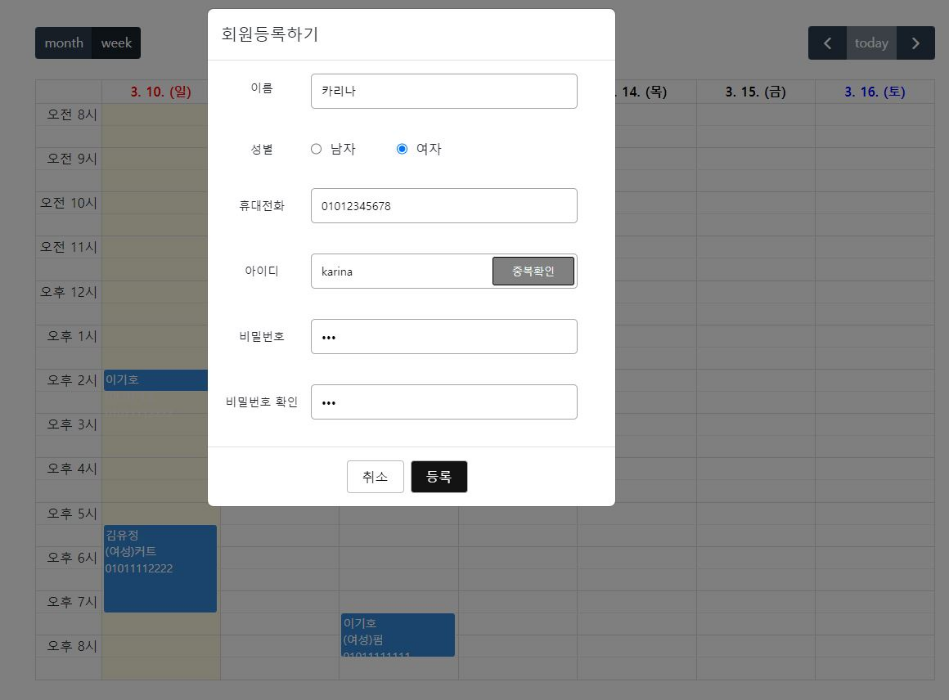 회원등록하기
month week
today
3. 10. (일)
14. (목)
3. 15. (금)
3. 16. (토)
이름 카리나
성별 남자 여자
휴대전화 01012345678
아이디 karina 중복확인
비밀번호 •••
비밀번호 확인 •••
취소 등록
오전 8시
오전 9시
오전 10시
오전 11시
오후 12시
오후 1시
오후 2시
이기호
오후 3시
오후 4시
오후 5시
김유정
(여성)커트
01011112222
오후 6시
오후 7시
이기호
(여성)펌
01011111111
오후 8시